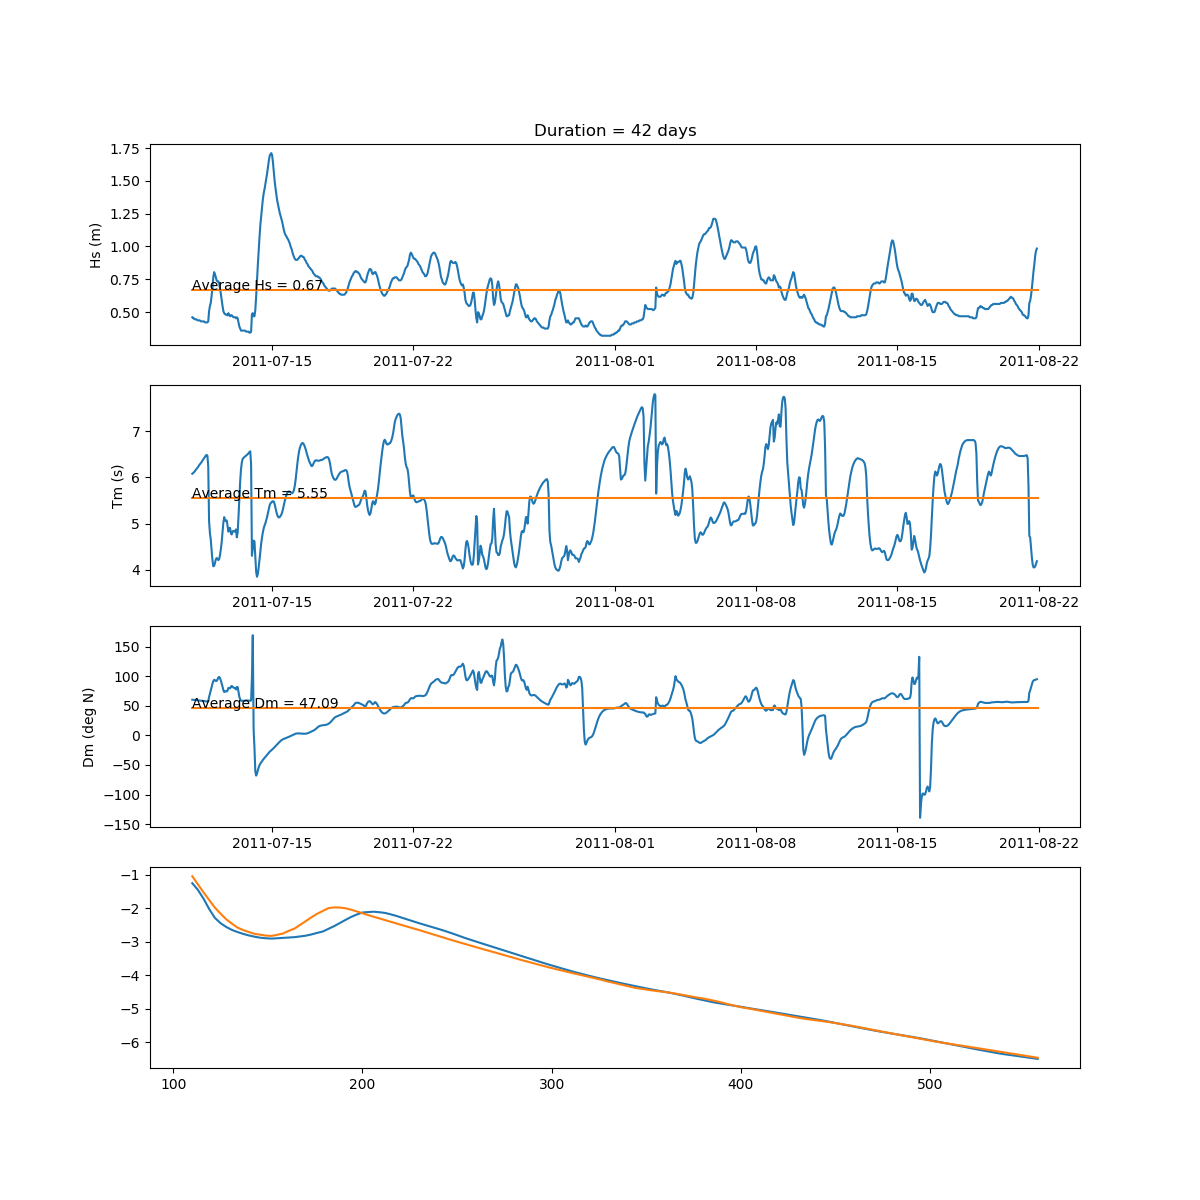 Duration = 42 days
1.75
1.50
1.25
1.00
0.75
0.50
Hs (m)
Average Hs = 0.67
2011-07-15 2011-07-22 2011-08-01 2011-08-08 2011-08-15 2011-08-22
7
6
5
4
Tm (s)
Average Tm = 5.55
2011-07-15 2011-07-22 2011-08-01 2011-08-08 2011-08-15 2011-08-22
150
100
50
0
−50
−100
−150
Dm (deg N)
Average Dm = 47.09
2011-07-15 2011-07-22 2011-08-01 2011-08-08 2011-08-15 2011-08-22
−1
−2
−3
−4
−5
−6
100 200 300 400 500